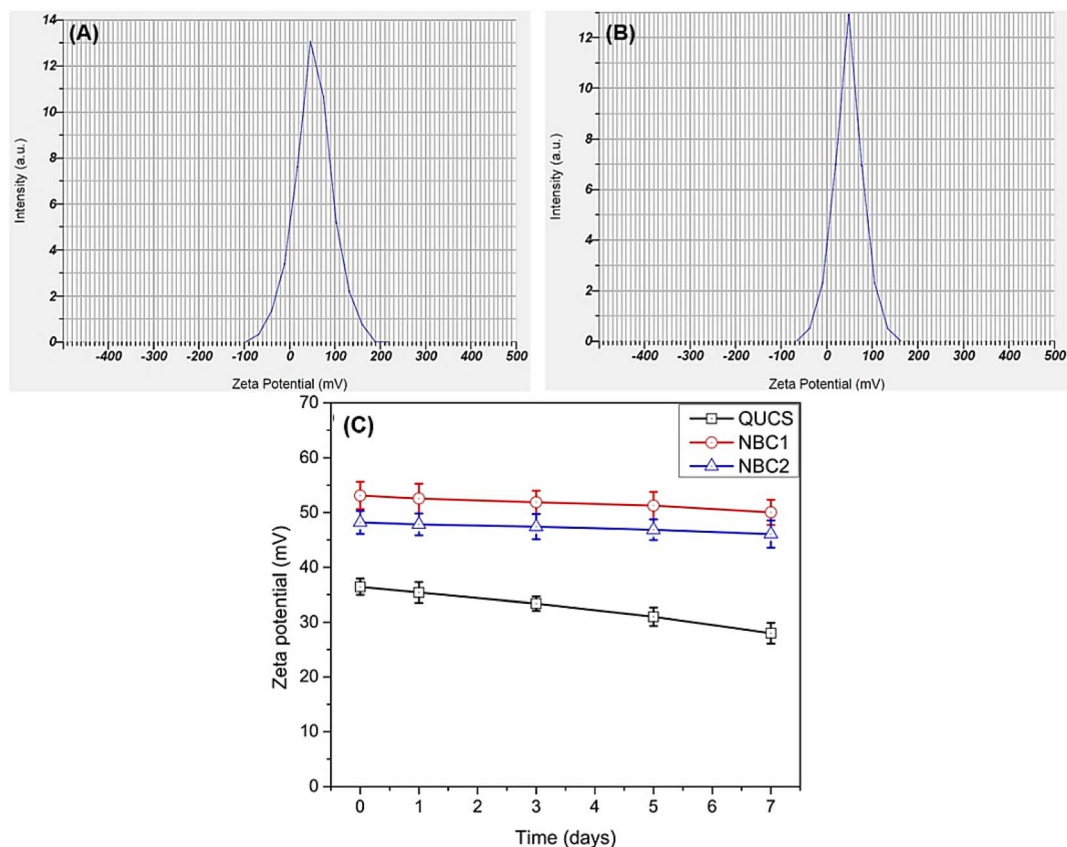 (A)
14
12
10
8
6
4
2
0
Intensity (a.u.)
-400 -300 -200 -100 0 100 200 300 400 500
Zeta Potential (mV)
(B)
12
10
8
6
4
2
0
Intensity (a.u.)
-400 -300 -200 -100 0 100 200 300 400 500
Zeta Potential (mV)
(C)
QUCS
NBC1
NBC2
70
60
50
40
30
20
10
0
Zeta potential (mV)
0 1 2 3 4 5 6 7
Time (days)